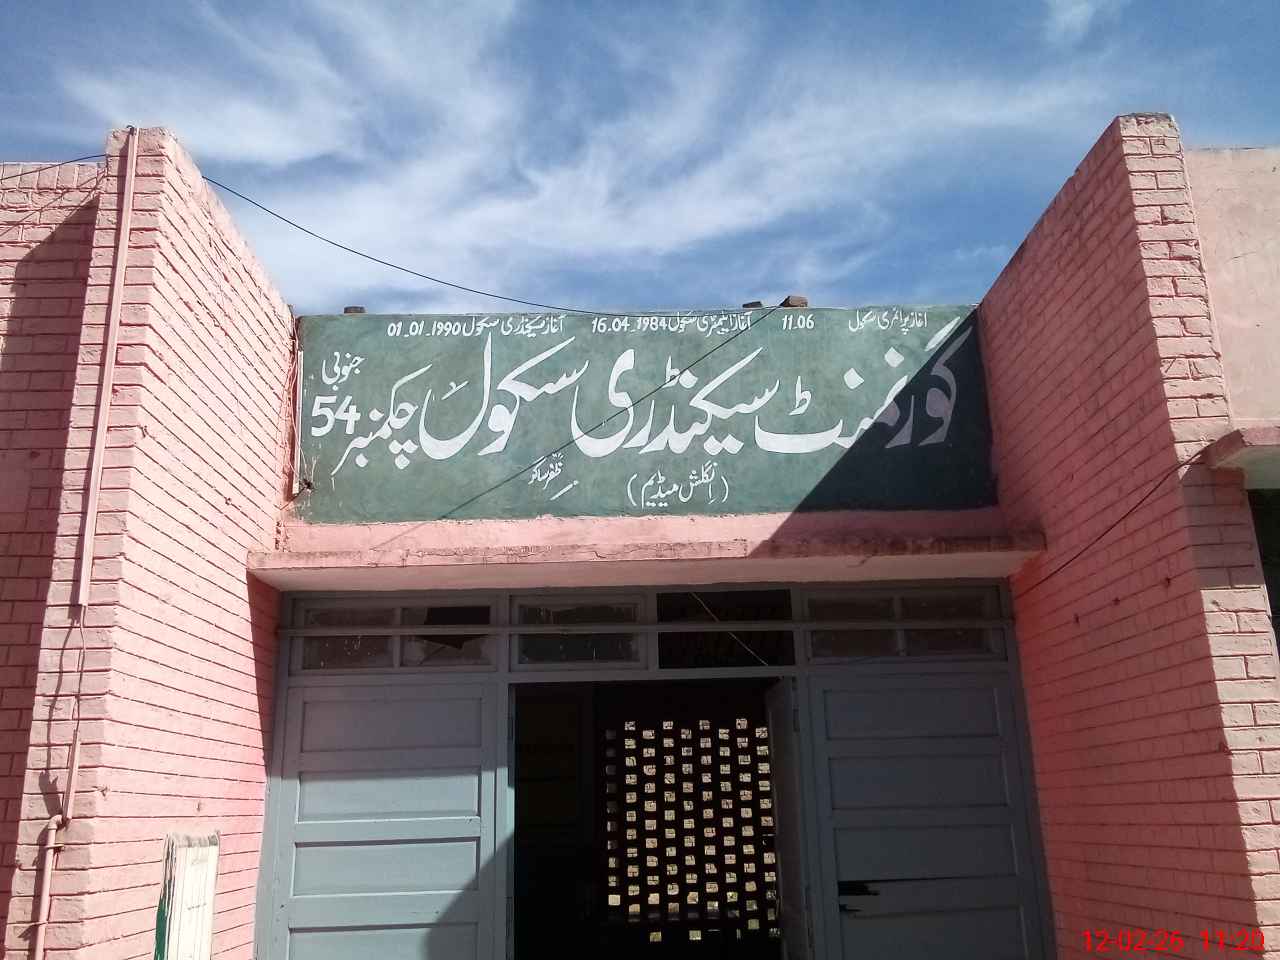 آغاز پرائمری سکول 11.06 آغاز ایلیمنٹری سکول 16.04.1984 آغاز سیکنڈری سکول 01.01.1990
گورنمنٹ سیکنڈری سکول چکنمبر 54 جنوبی
(انگلش میڈیم)
12-02-25 11:20